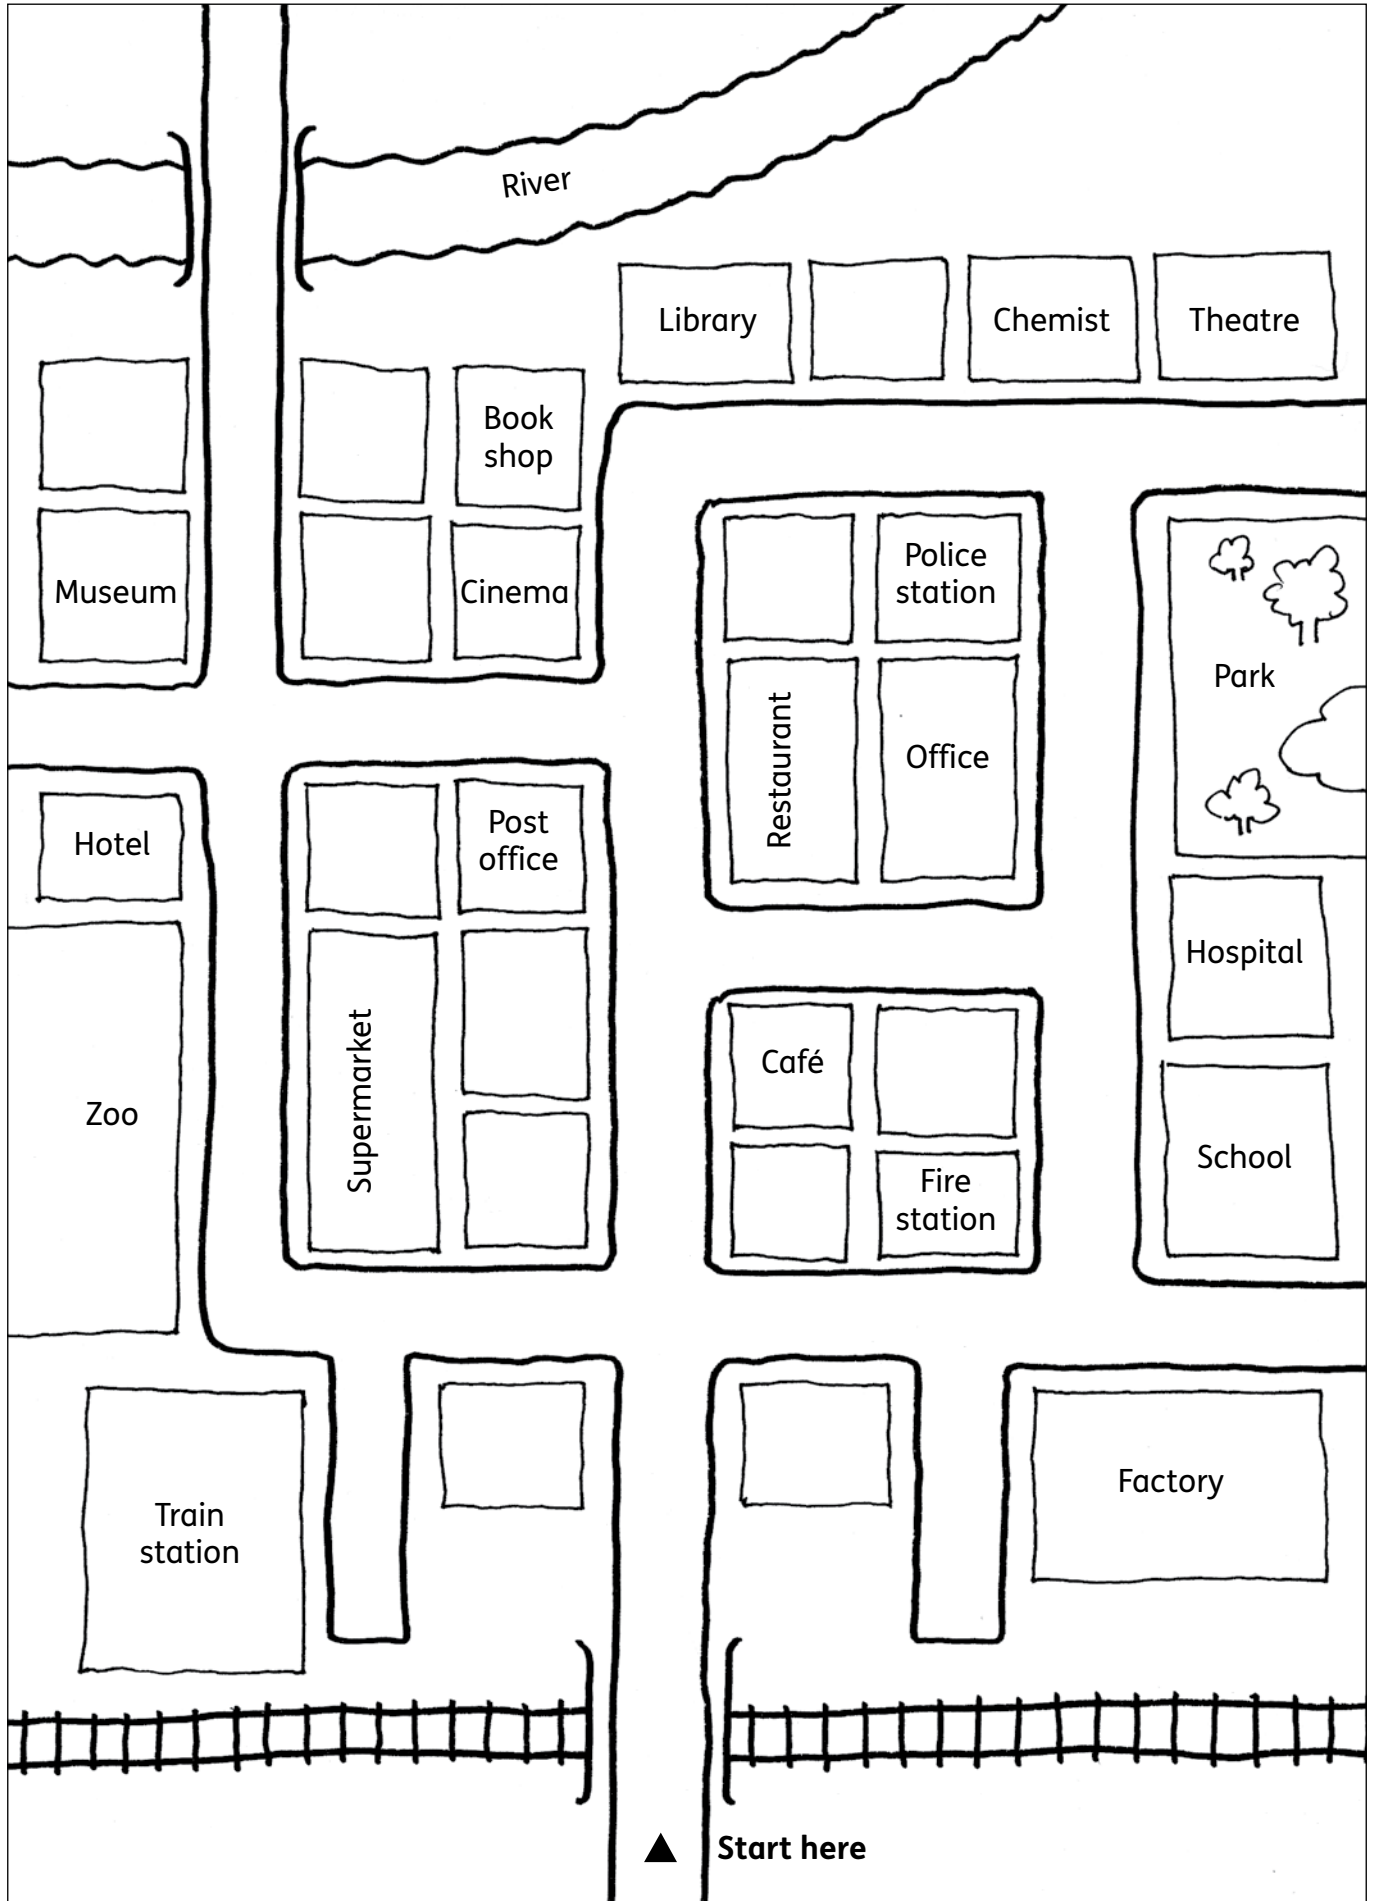 River
Library
Chemist
Theatre
Book
shop
Museum
Cinema
Police
station
Park
Restaurant
Office
Hotel
Post
office
Hospital
Zoo
Supermarket
Café
School
Fire
station
Train
station
Factory
Start here